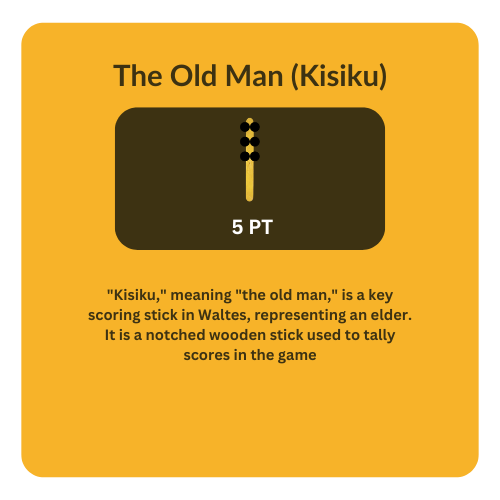 The Old Man (Kisiku)
5 PT
"Kisiku," meaning "the old man," is a key
scoring stick in Waltes, representing an elder.
It is a notched wooden stick used to tally
scores in the game